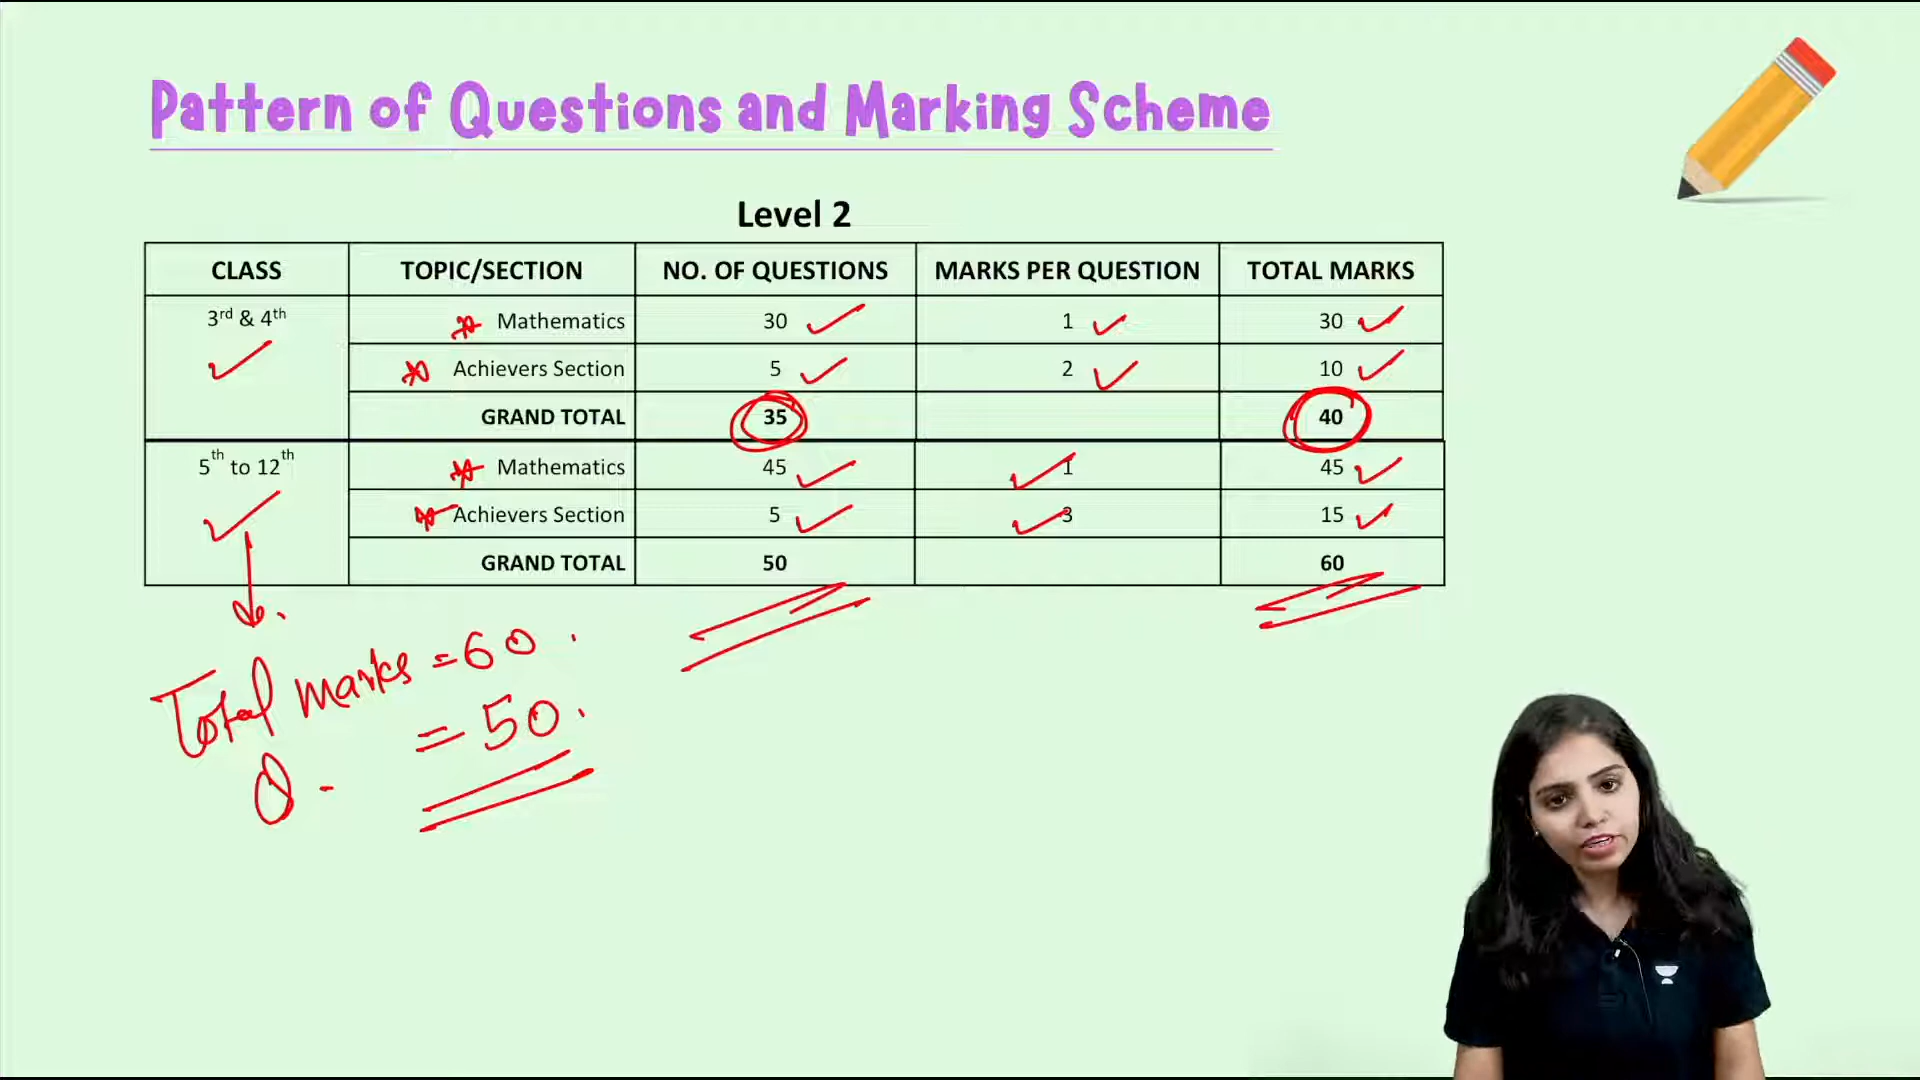 Pattern of Questions and Marking Scheme
Level 2
CLASS TOPIC/SECTION NO. OF QUESTIONS MARKS PER QUESTION TOTAL MARKS
3rd & 4th Mathematics 30 1 30
Achievers Section 5 2 10
GRAND TOTAL 35 40
5th to 12th Mathematics 45 1 45
Achievers Section 5 3 15
GRAND TOTAL 50 60
Total marks = 60.
Q. = 50.